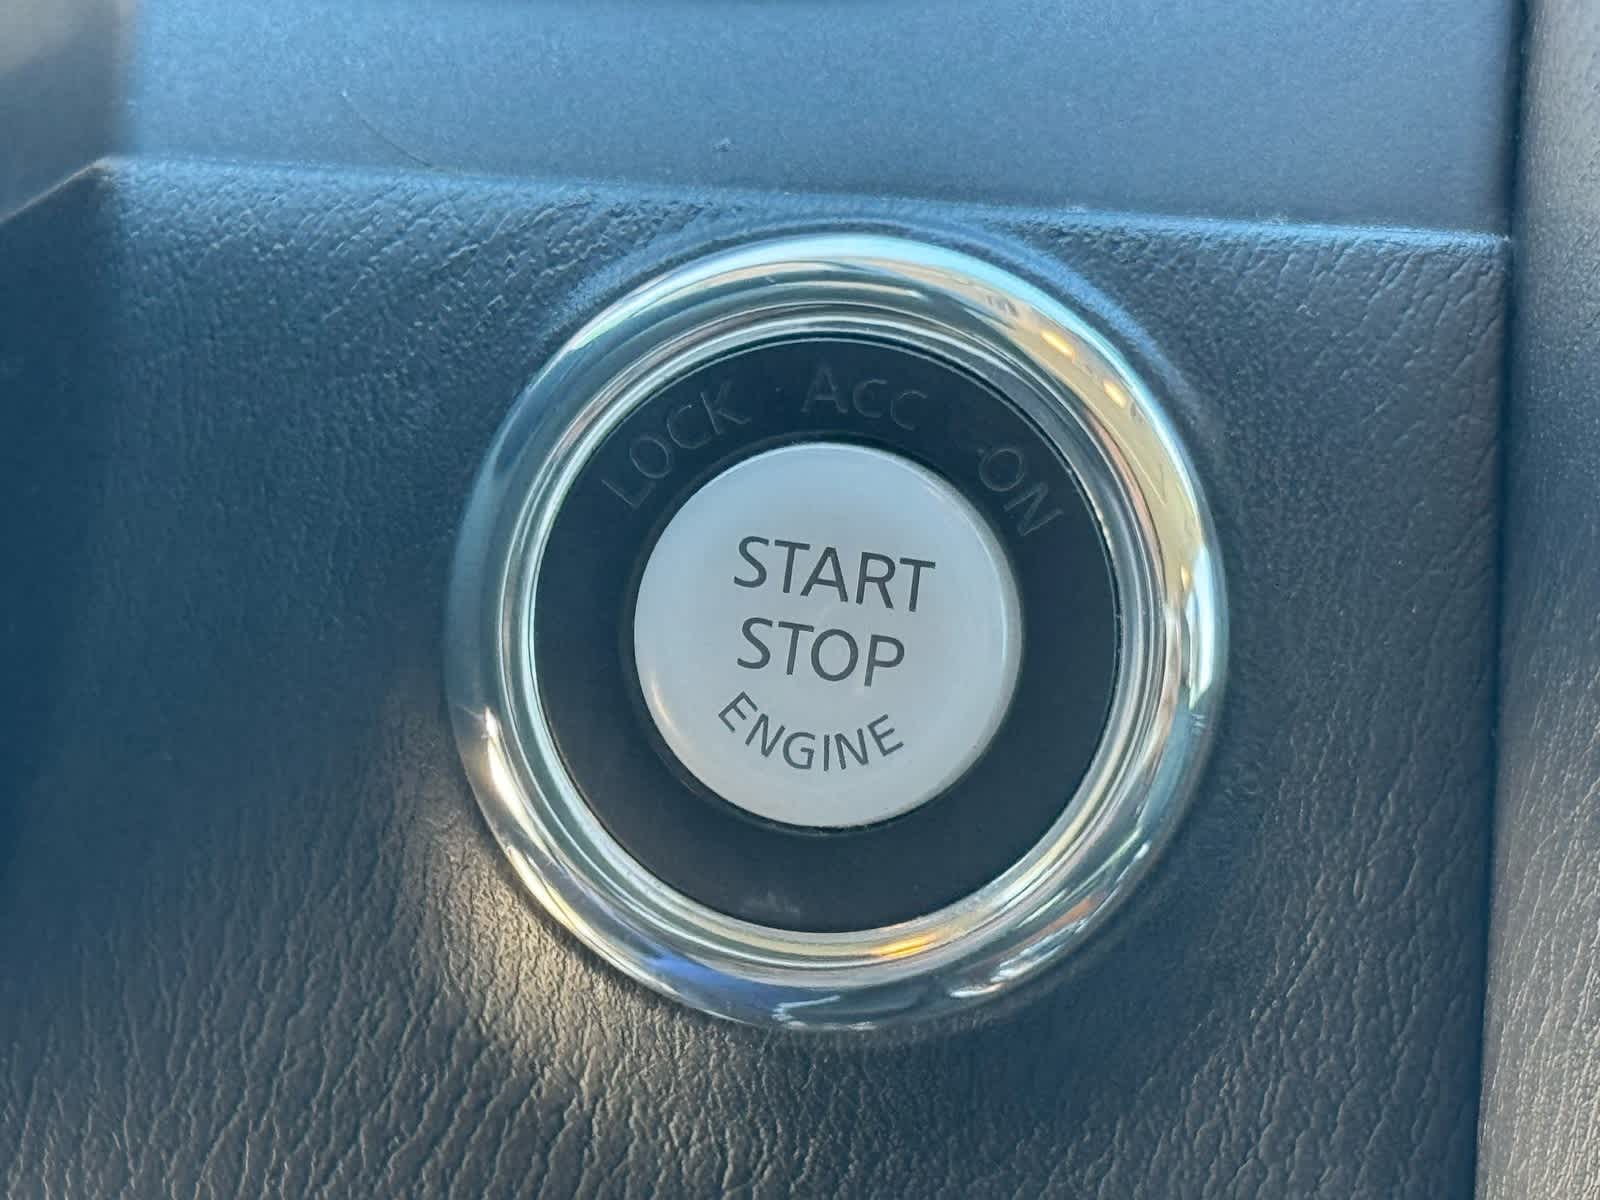 LOCK · ACC · ON
START
STOP
ENGINE